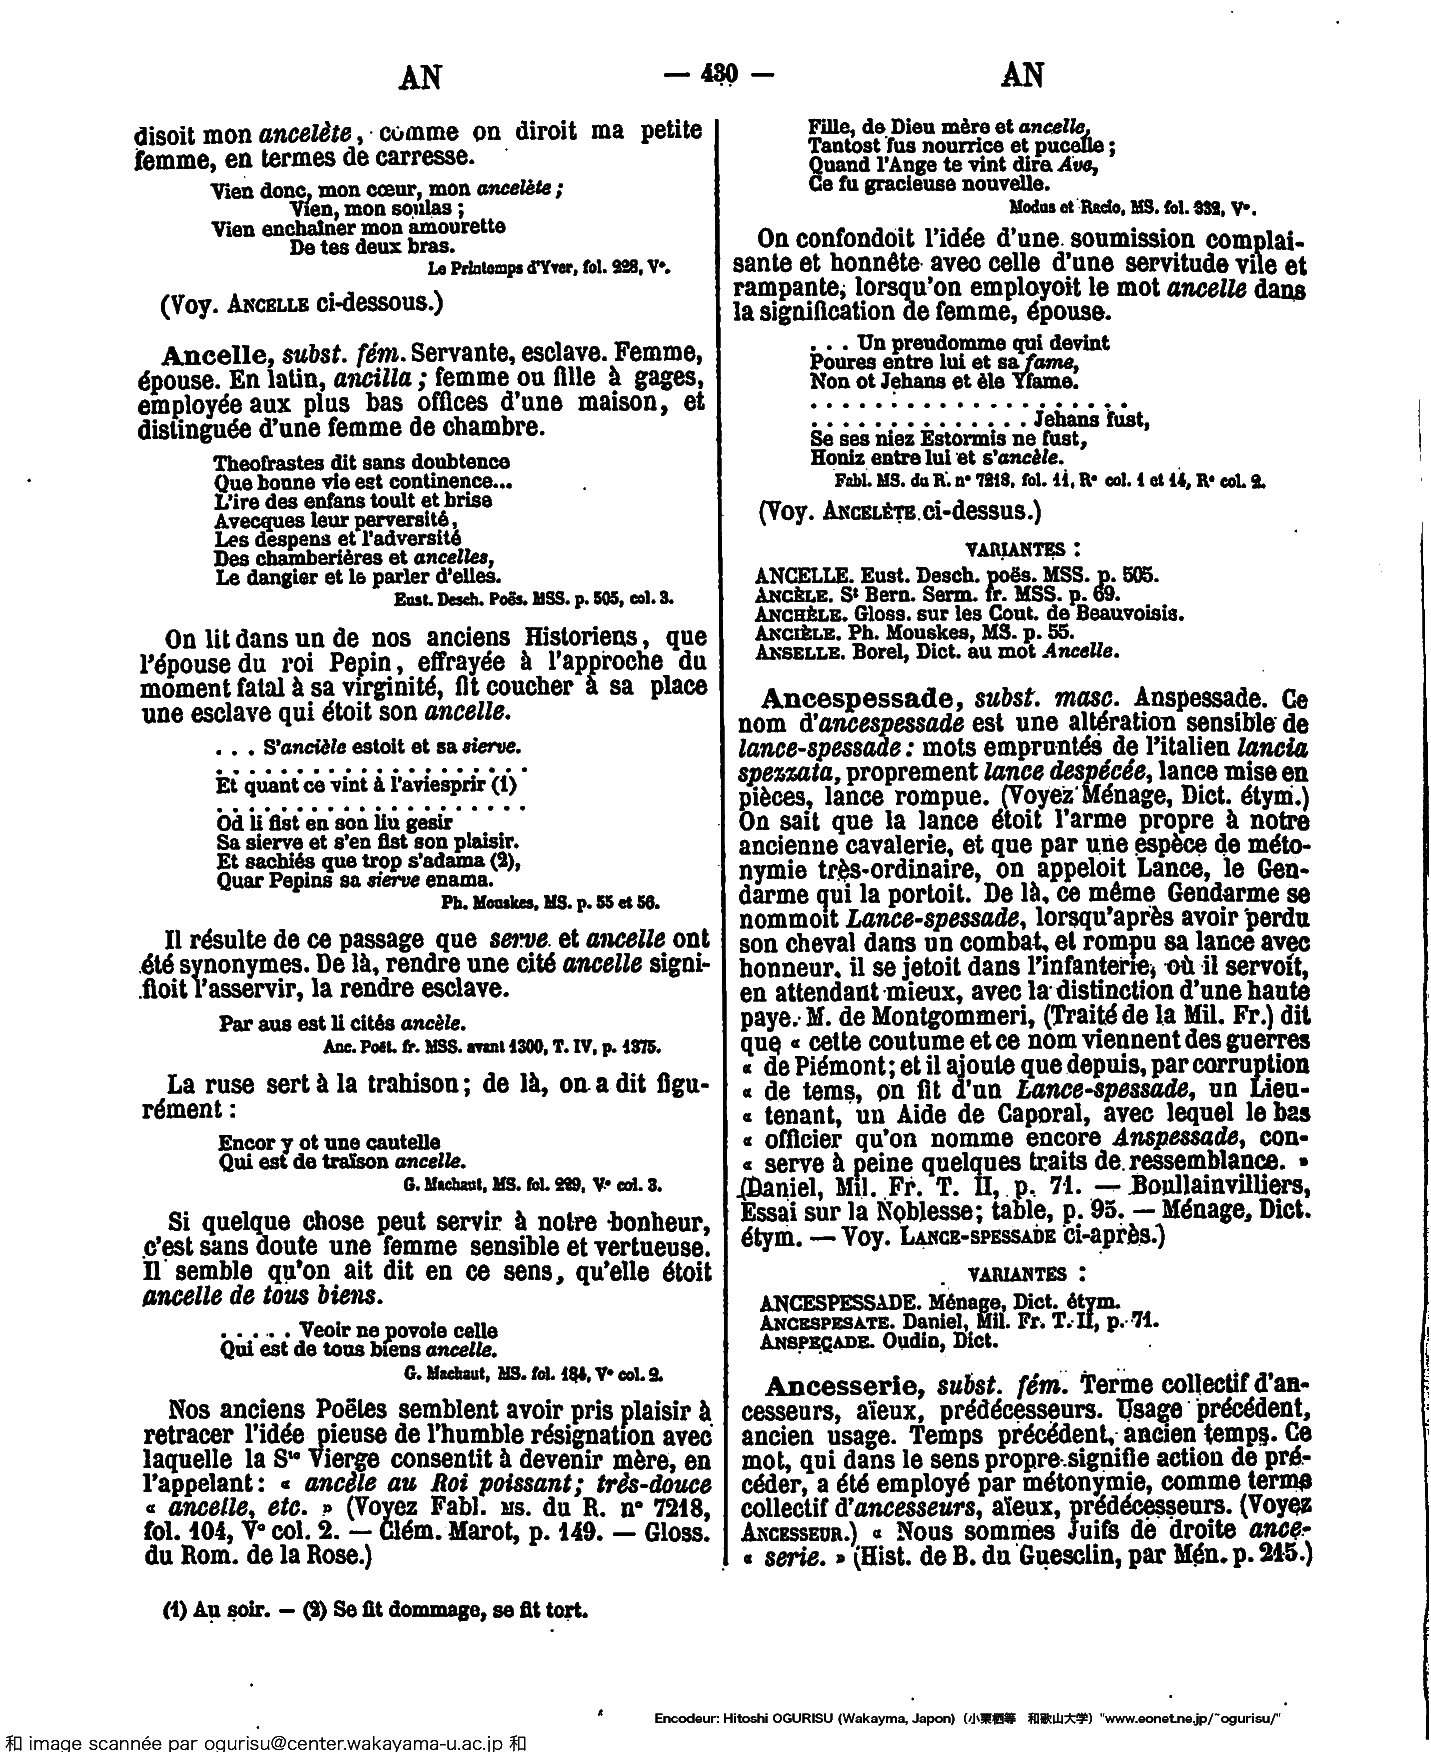 AN
— 430 —
AN
disoit mon ancelète, comme on diroit ma petite
femme, en termes de carresse.
Vien donc, mon cœur, mon ancelète ;
Vien, mon soulas ;
Vien enchaîner mon amourette
De tes deux bras.
Le Printemps d'Yver, fol. 228, V°.
(Voy. ANCELLE ci-dessous.)
Ancelle, subst. fém. Servante, esclave. Femme,
épouse. En latin, ancilla ; femme ou fille à gages,
employée aux plus bas offices d'une maison, et
distinguée d'une femme de chambre.
Theofrastes dit sans doubtence
Que bonne vie est continence...
L'ire des enfans toult et brise
Avecques leur perversité,
Les despens et l'adversité
Des chamberières et ancelles,
Le dangier et le parler d'elles.
Eust. Desch. Poës. MSS. p. 505, col. 3.
On lit dans un de nos anciens Historiens, que
l'épouse du roi Pepin, effrayée à l'approche du
moment fatal à sa virginité, fit coucher à sa place
une esclave qui étoit son ancelle.
. . . S'ancièle estoit et sa sierve.
. . . . . . . . . . . . . . . . . . . .
Et quant ce vint à l'aviesprir (1)
. . . . . . . . . . . . . . . . . . . .
Od li fist en son liu gesir
Sa sierve et s'en fist son plaisir.
Et sachiés que trop s'adama (2),
Quar Pepins sa sierve enama.
Ph. Mouskes, MS. p. 55 et 56.
Il résulte de ce passage que serve et ancelle ont
été synonymes. De là, rendre une cité ancelle signi-
fioit l'asservir, la rendre esclave.
Par aus est li cités ancèle.
Anc. Poët. fr. MSS. avant 1300, T. IV, p. 1375.
La ruse sert à la trahison ; de là, on a dit figu-
rément :
Encor y ot une cautelle
Qui est de traïson ancelle.
G. Machaut, MS. fol. 229, V° col. 3.
Si quelque chose peut servir à notre bonheur,
c'est sans doute une femme sensible et vertueuse.
Il semble qu'on ait dit en ce sens, qu'elle étoit
ancelle de tous biens.
. . . . . Veoir ne povoie celle
Qui est de tous biens ancelle.
G. Machaut, MS. fol. 184, V° col. 2.
Nos anciens Poëtes semblent avoir pris plaisir à
retracer l'idée pieuse de l'humble résignation avec
laquelle la Ste Vierge consentit à devenir mère, en
l'appelant : « ancèle au Roi poissant ; très-douce
« ancelle, etc. » (Voyez Fabl. MS. du R. n° 7218,
fol. 104, V° col. 2. — Clém. Marot, p. 149. — Gloss.
du Rom. de la Rose.)
(1) Au soir. — (2) Se fit dommage, se fit tort.
Fille, de Dieu mère et ancelle,
Tantost fus nourrice et pucelle ;
Quand l'Ange te vint dire Ave,
Ce fu gracieuse nouvelle.
Modus et Racio, MS. fol. 332, V°.
On confondoit l'idée d'une soumission complai-
sante et honnête avec celle d'une servitude vile et
rampante, lorsqu'on employoit le mot ancelle dans
la signification de femme, épouse.
. . . Un preudomme qui devint
Poures entre lui et sa fame,
Non ot Jehans et èle Yfame.
. . . . . . . . . . . . . . . . . . . .
. . . . . . . . . . . . . . Jehans fust,
Se ses niez Estormis ne fust,
Honiz entre lui et s'ancèle.
Fabl. MS. du R. n° 7218, fol. 11, R° col. 1 et 14, R° col. 2.
(Voy. ANCELÈTE ci-dessus.)
VARIANTES :
ANCELLE. Eust. Desch. poës. MSS. p. 505.
ANCÈLE. St Bern. Serm. fr. MSS. p. 69.
ANCHÈLE. Gloss. sur les Cout. de Beauvoisis.
ANCIÈLE. Ph. Mouskes, MS. p. 55.
ANSELLE. Borel, Dict. au mot Ancelle.
Ancespessade, subst. masc. Anspessade. Ce
nom d'ancespessade est une altération sensible de
lance-spessade : mots empruntés de l'italien lancia
spezzata, proprement lance despécée, lance mise en
pièces, lance rompue. (Voyez Ménage, Dict. étym.)
On sait que la lance étoit l'arme propre à notre
ancienne cavalerie, et que par une espèce de méto-
nymie très-ordinaire, on appeloit Lance, le Gen-
darme qui la portoit. De là, ce même Gendarme se
nommoit Lance-spessade, lorsqu'après avoir perdu
son cheval dans un combat, et rompu sa lance avec
honneur, il se jetoit dans l'infanterie, où il servoit,
en attendant mieux, avec la distinction d'une haute
paye. M. de Montgommeri, (Traité de la Mil. Fr.) dit
que « cette coutume et ce nom viennent des guerres
« de Piémont ; et il ajoute que depuis, par corruption
« de tems, on fit d'un Lance-spessade, un Lieu-
« tenant, un Aide de Caporal, avec lequel le bas
« officier qu'on nomme encore Anspessade, con-
« serve à peine quelques traits de ressemblance. »
(Daniel, Mil. Fr. T. II, p. 71. — Boullainvilliers,
Essai sur la Noblesse ; table, p. 95. — Ménage, Dict.
étym. — Voy. LANCE-SPESSADE ci-après.)
VARIANTES :
ANCESPESSADE. Ménage, Dict. étym.
ANCESPESATE. Daniel, Mil. Fr. T. II, p. 71.
ANSPEÇADE. Oudin, Dict.
Ancesserie, subst. fém. Terme collectif d'an-
cesseurs, aïeux, prédécesseurs. Usage précédent,
ancien usage. Temps précédent, ancien temps. Ce
mot, qui dans le sens propre signifie action de pré-
céder, a été employé par métonymie, comme terme
collectif d'ancesseurs, aïeux, prédécesseurs. (Voyez
ANCESSEUR.) « Nous sommes Juifs de droite ance-
« serie. » (Hist. de B. du Guesclin, par Mén. p. 215.)
Encodeur: Hitoshi OGURISU (Wakayma, Japon) (小栗栖等 和歌山大学) "www.eonet.ne.jp/~ogurisu/"
和 image scannée par ogurisu@center.wakayama-u.ac.jp 和